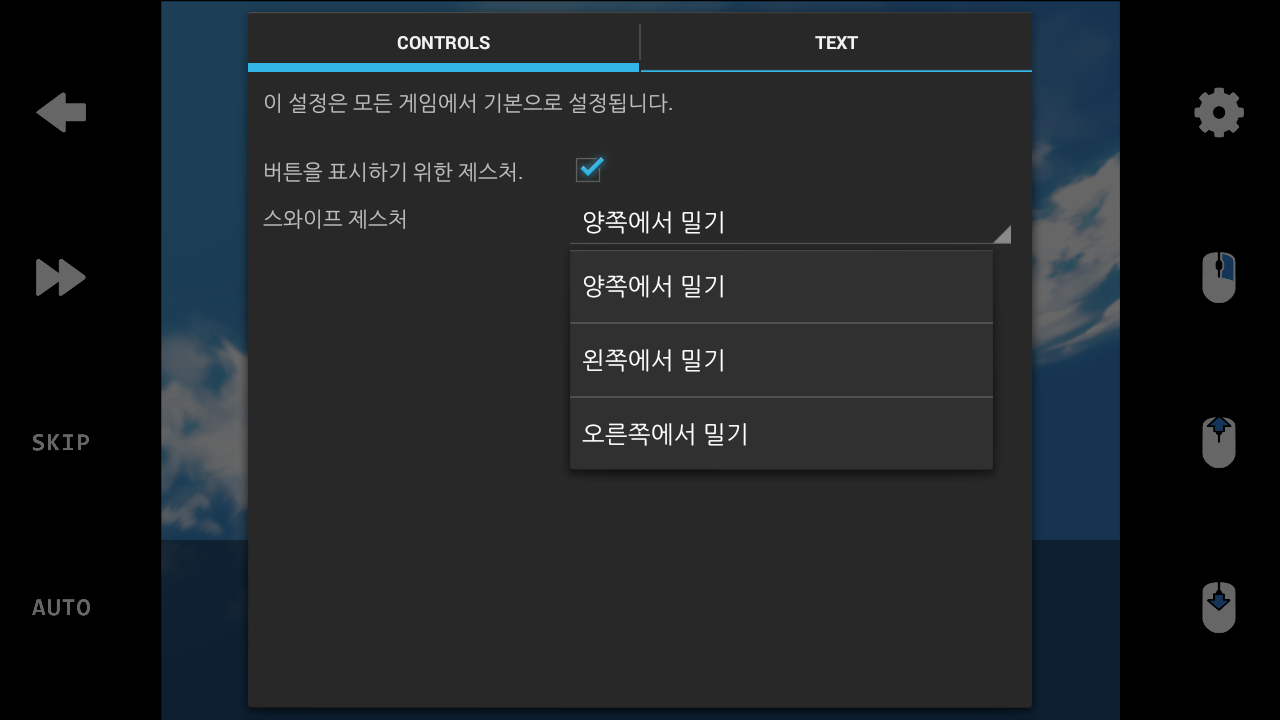 CONTROLS
TEXT
이 설정은 모든 게임에서 기본으로 설정됩니다.
버튼을 표시하기 위한 제스처.
스와이프 제스처
양쪽에서 밀기
양쪽에서 밀기
왼쪽에서 밀기
오른쪽에서 밀기
SKIP
AUTO